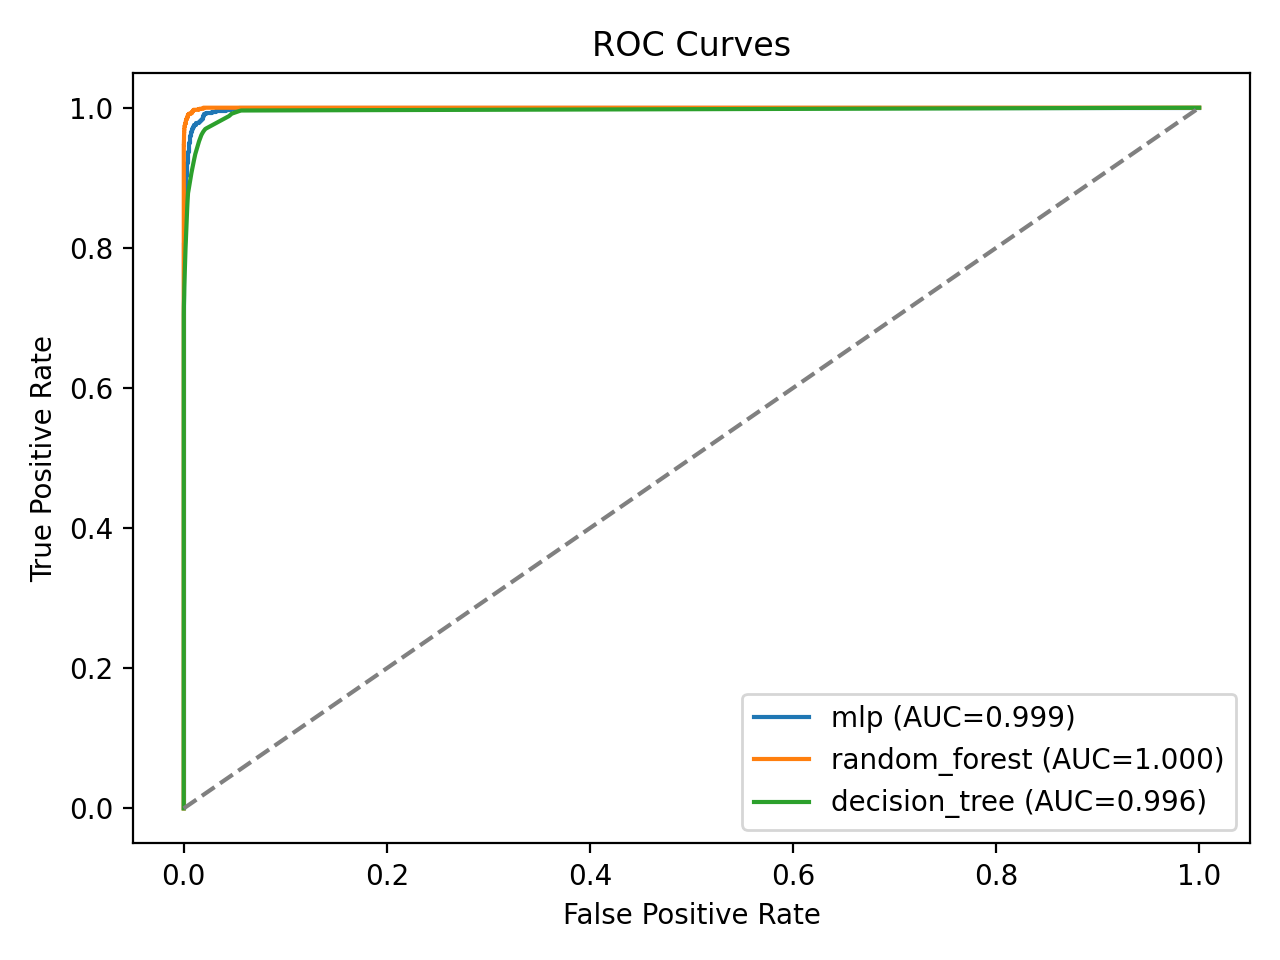 ROC Curves
True Positive Rate
1.0
0.8
0.6
0.4
0.2
0.0
mlp (AUC=0.999)
random_forest (AUC=1.000)
decision_tree (AUC=0.996)
0.0 0.2 0.4 0.6 0.8 1.0
False Positive Rate